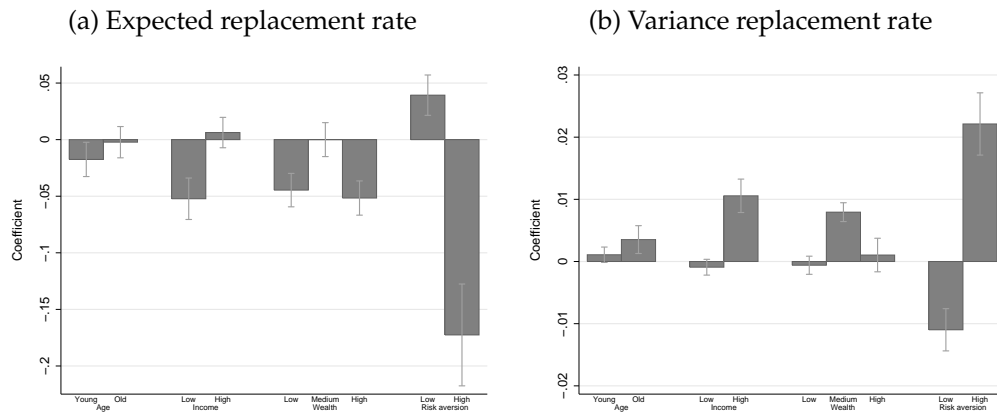 (a) Expected replacement rate
Coefficient
.05
0
-.05
-.1
-.15
-.2
Young Old Low High Low Medium High Low High
Age Income Wealth Risk aversion
(b) Variance replacement rate
Coefficient
.03
.02
.01
0
-.01
-.02
Young Old Low High Low Medium High Low High
Age Income Wealth Risk aversion